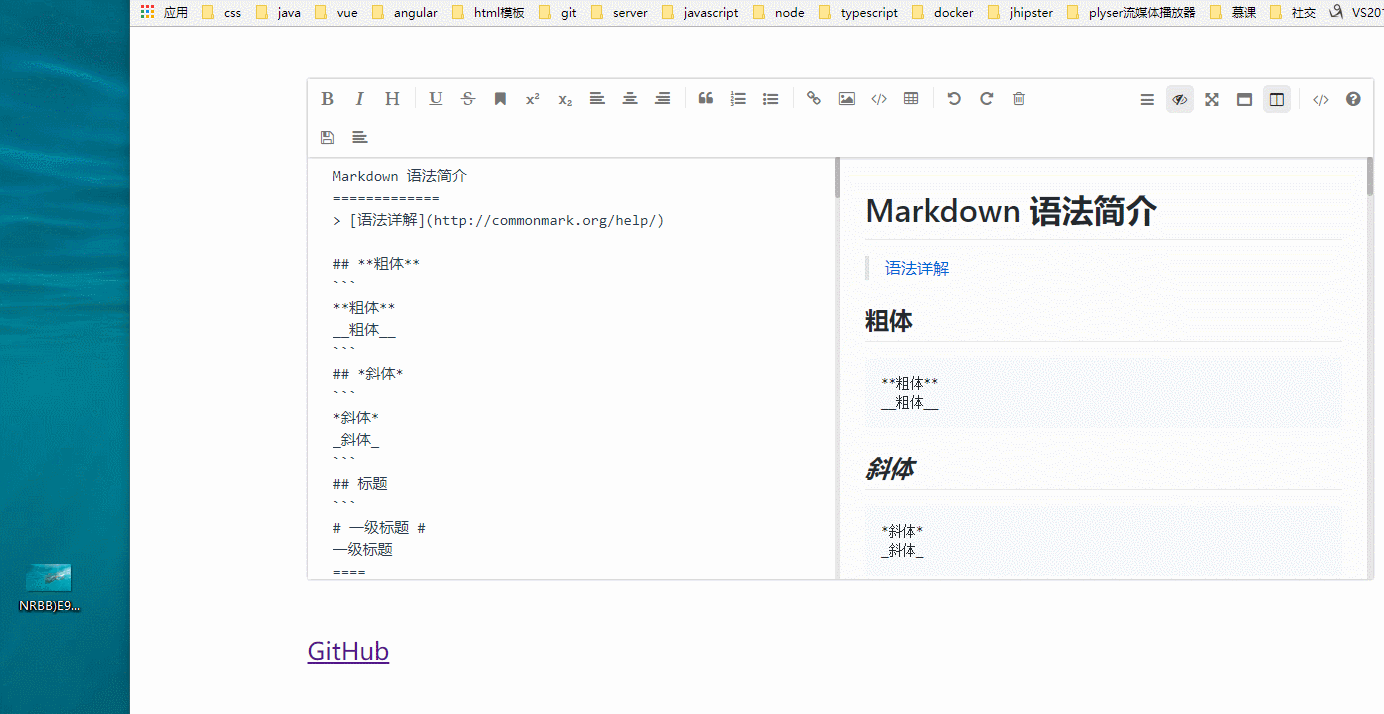 应用 css java vue angular html模板 git server javascript node typescript docker jhipster plyser流媒体播放器 慕课 社交
B I H U S x² x₂
Markdown 语法简介
=============
> [语法详解](http://commonmark.org/help/)
## **粗体**
```
**粗体**
__粗体__
```
## *斜体*
```
*斜体*
_斜体_
```
## 标题
```
# 一级标题 #
一级标题
====
Markdown 语法简介
语法详解
粗体
**粗体**
__粗体__
斜体
*斜体*
_斜体_
NRBB)E9...
GitHub